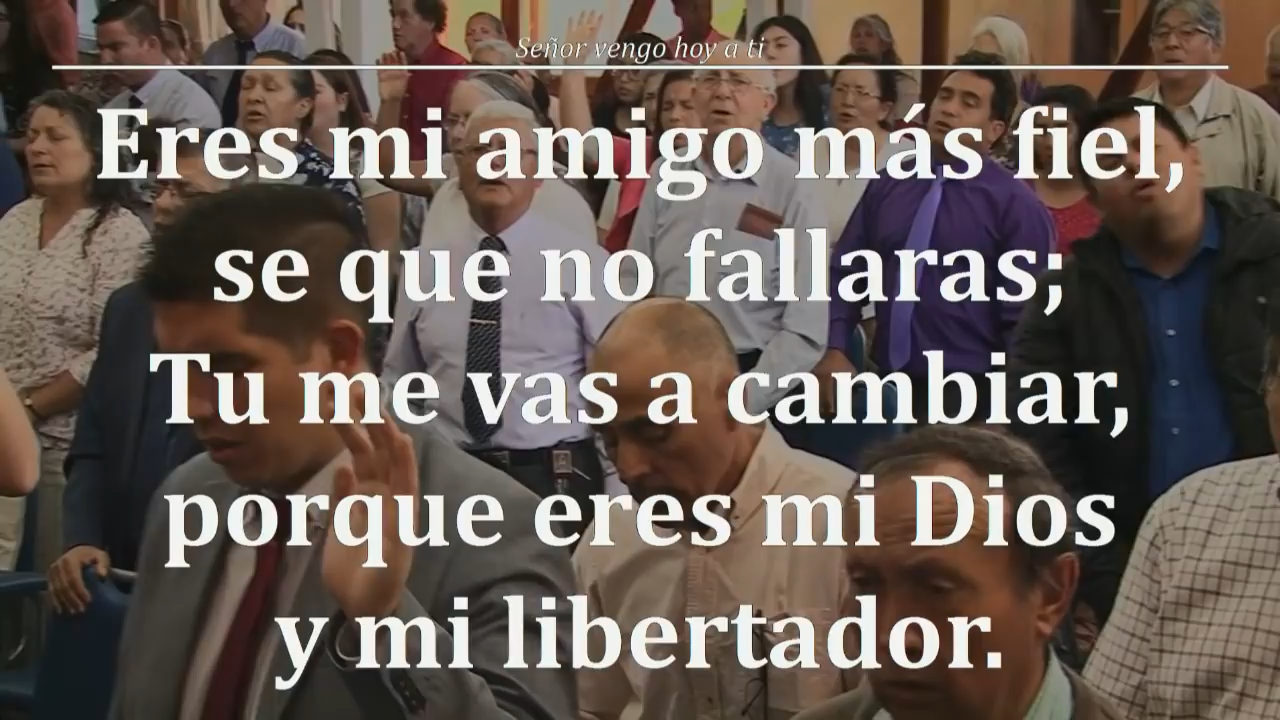 Señor vengo hoy a ti
Eres mi amigo más fiel,
se que no fallaras;
Tu me vas a cambiar,
porque eres mi Dios
y mi libertador.